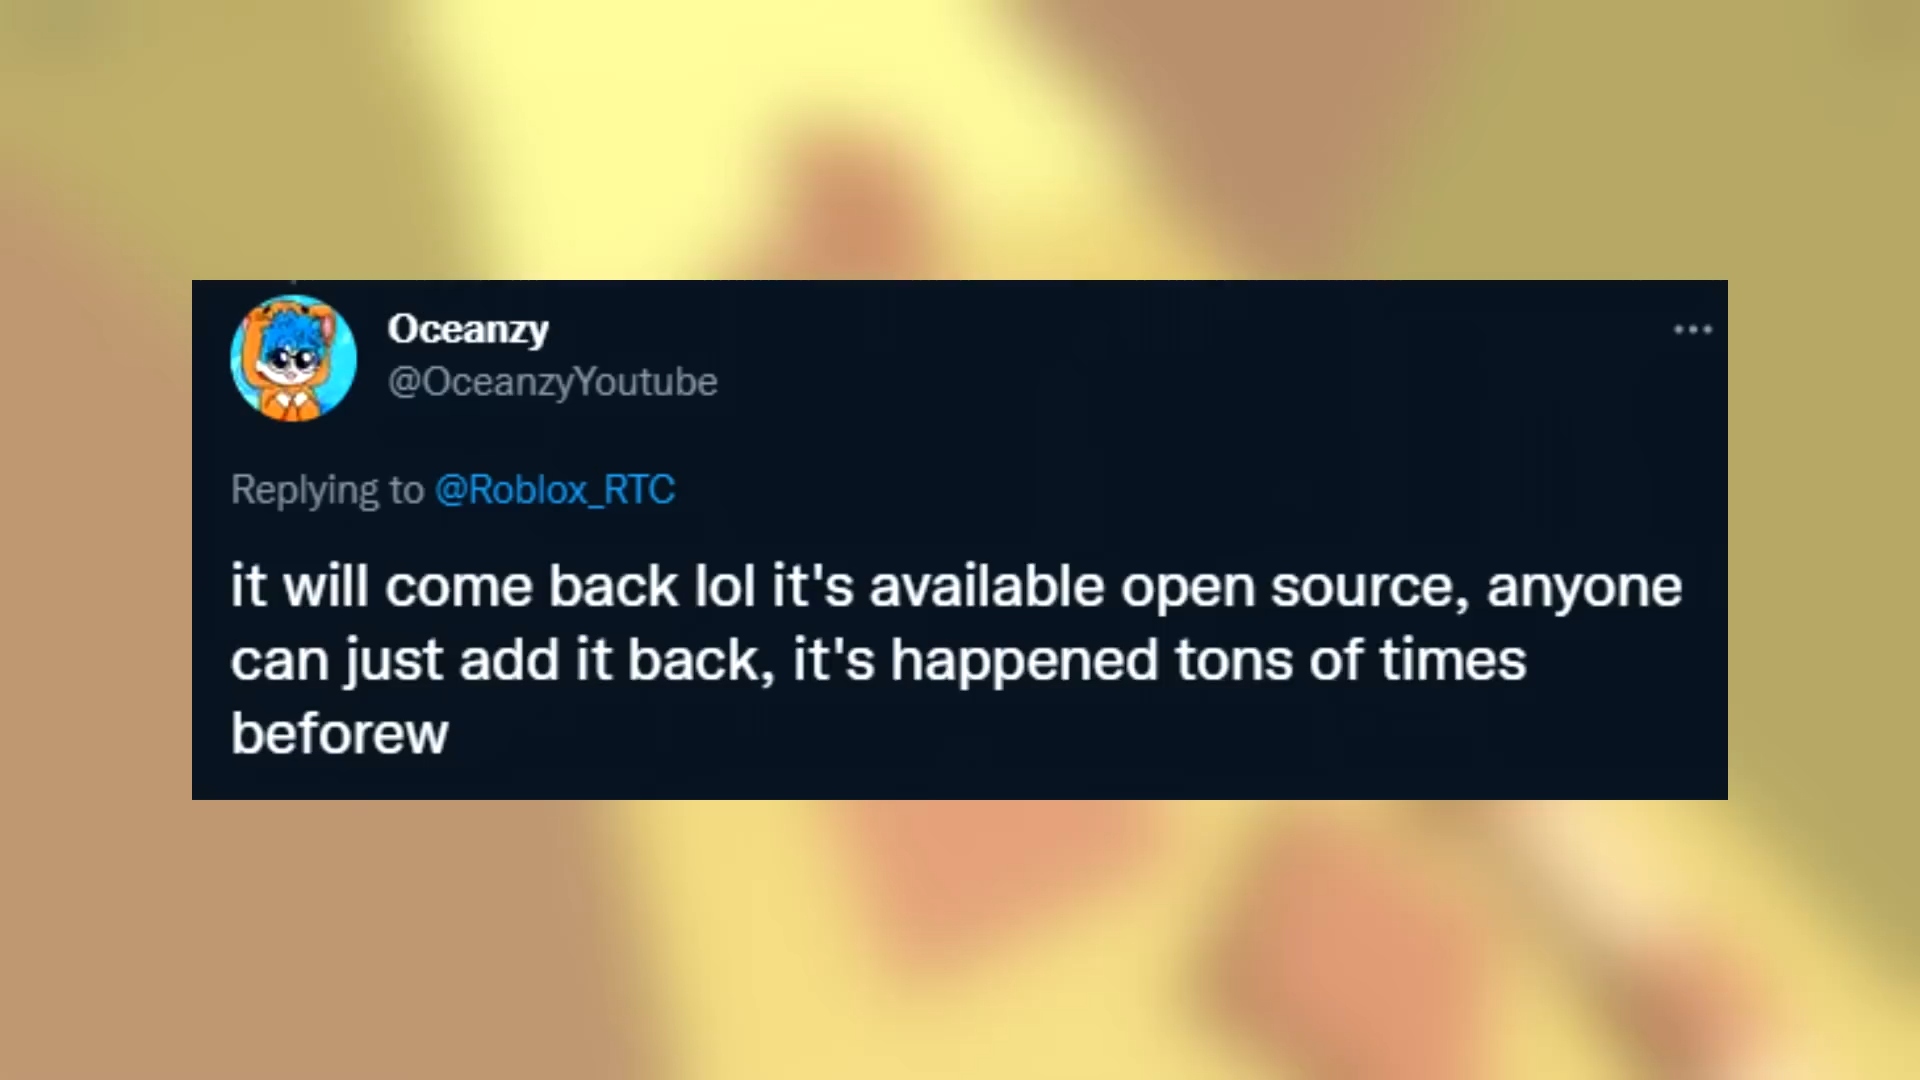 Oceanzy
@OceanzyYoutube
Replying to @Roblox_RTC
it will come back lol it's available open source, anyone
can just add it back, it's happened tons of times
beforew